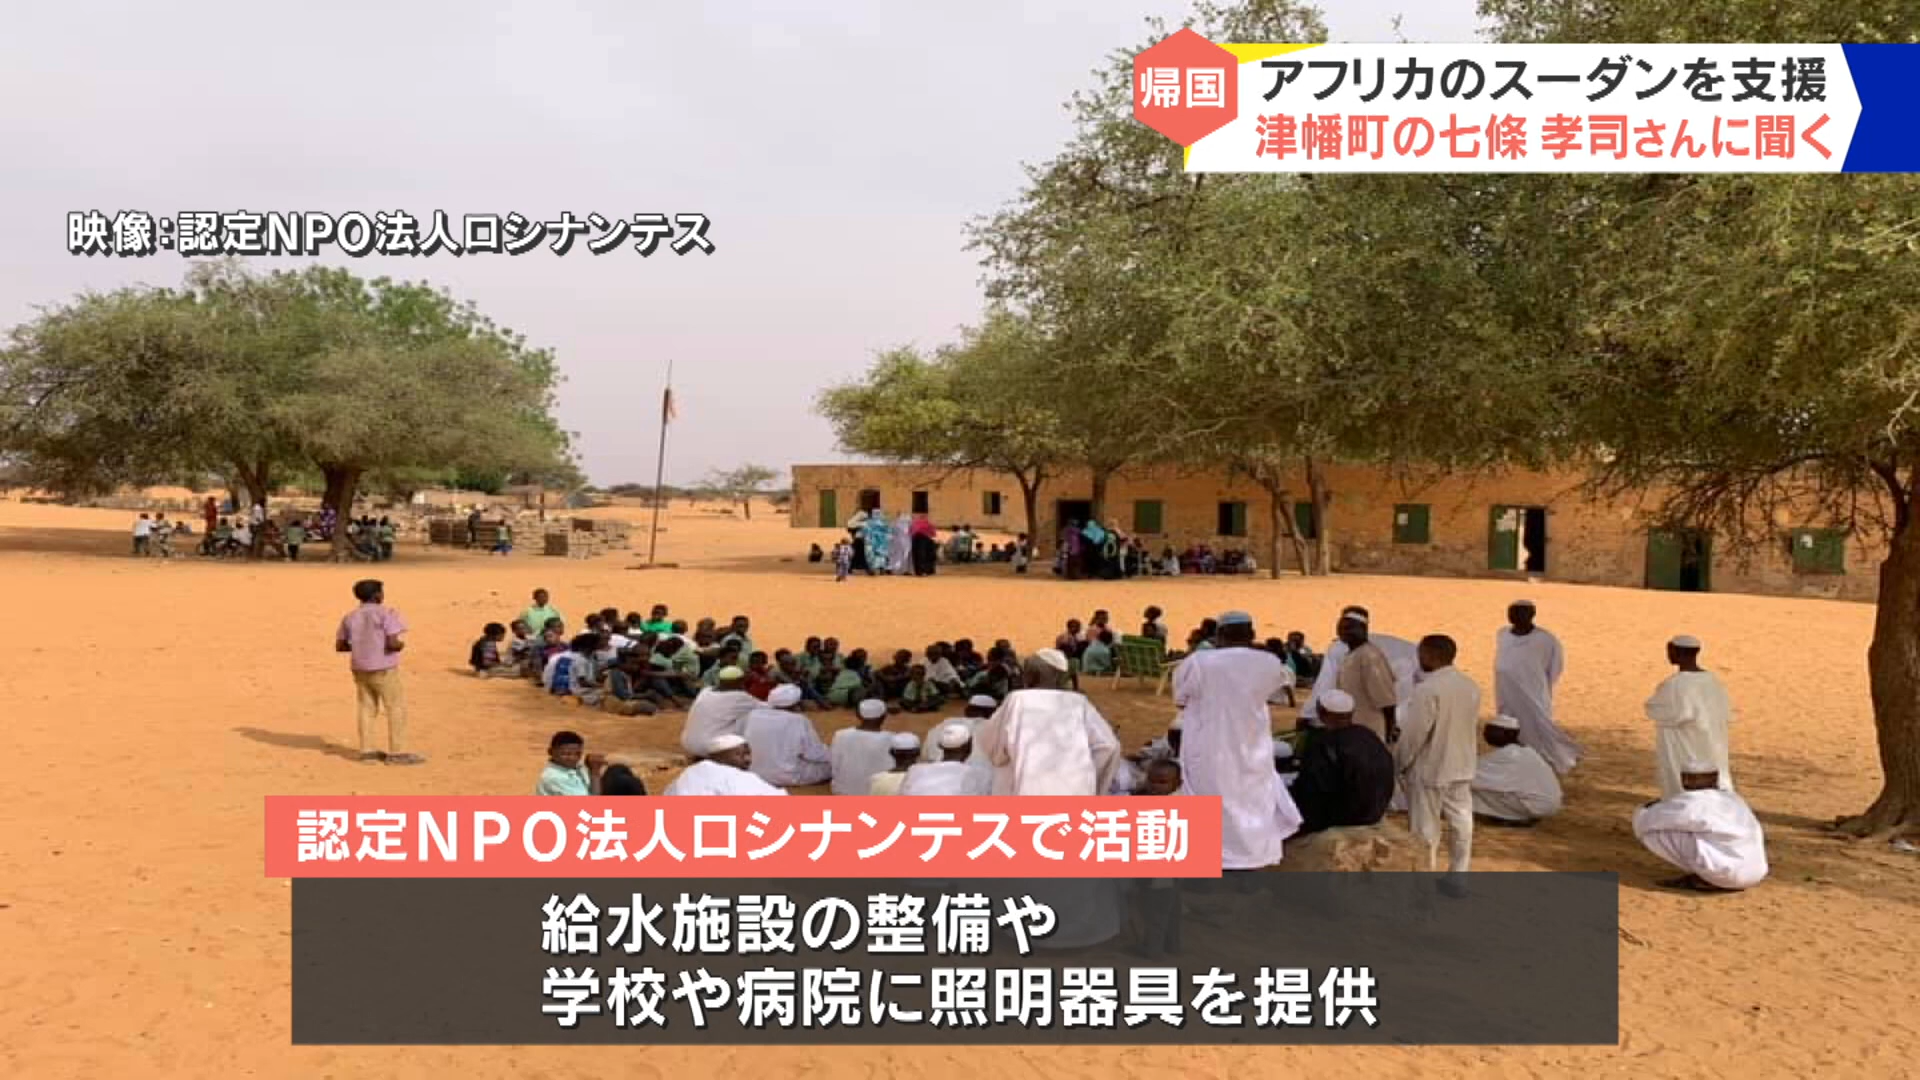 帰国
アフリカのスーダンを支援
津幡町の七條 孝司さんに聞く
映像:認定NPO法人ロシナンテス
認定NPO法人ロシナンテスで活動
給水施設の整備や
学校や病院に照明器具を提供